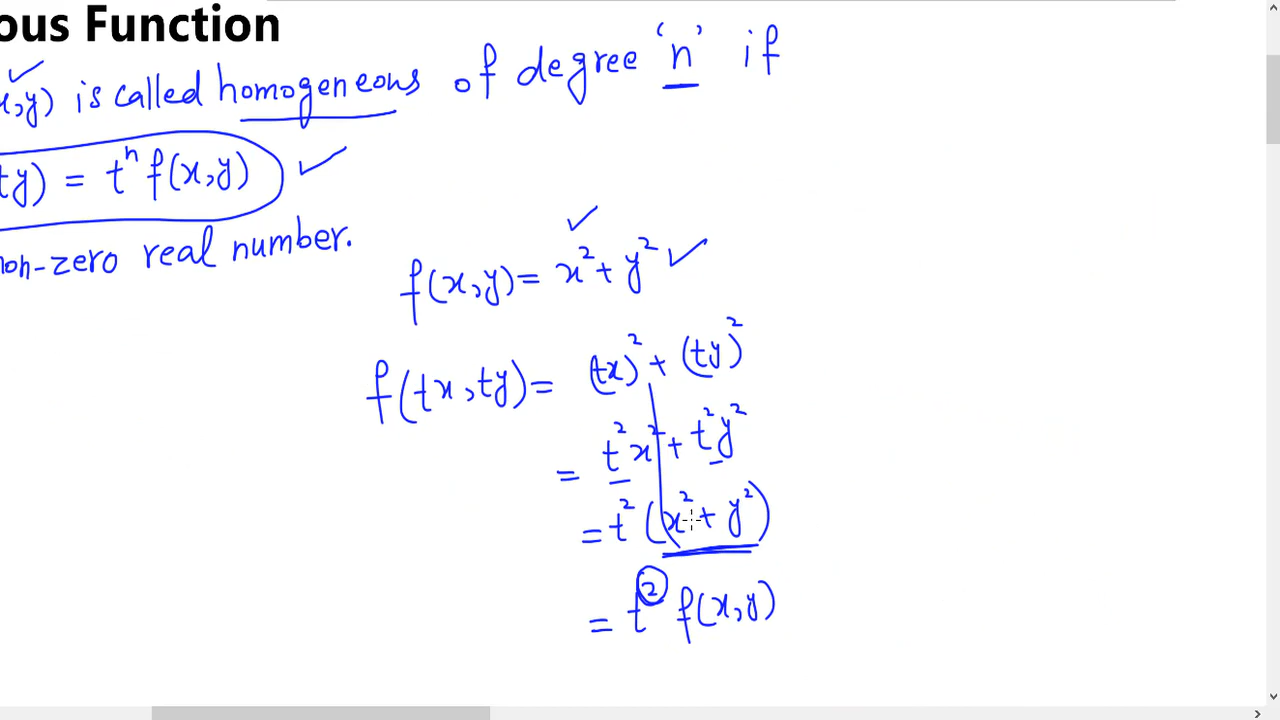 ous Function
x,y) is called homogeneous of degree 'n' if
ty) = tⁿ f(x,y)
non-zero real number.
f(x,y) = x² + y²
f(tx,ty) = (tx)² + (ty)²
= t²x² + t²y²
= t² (x² + y²)
= t² f(x,y)